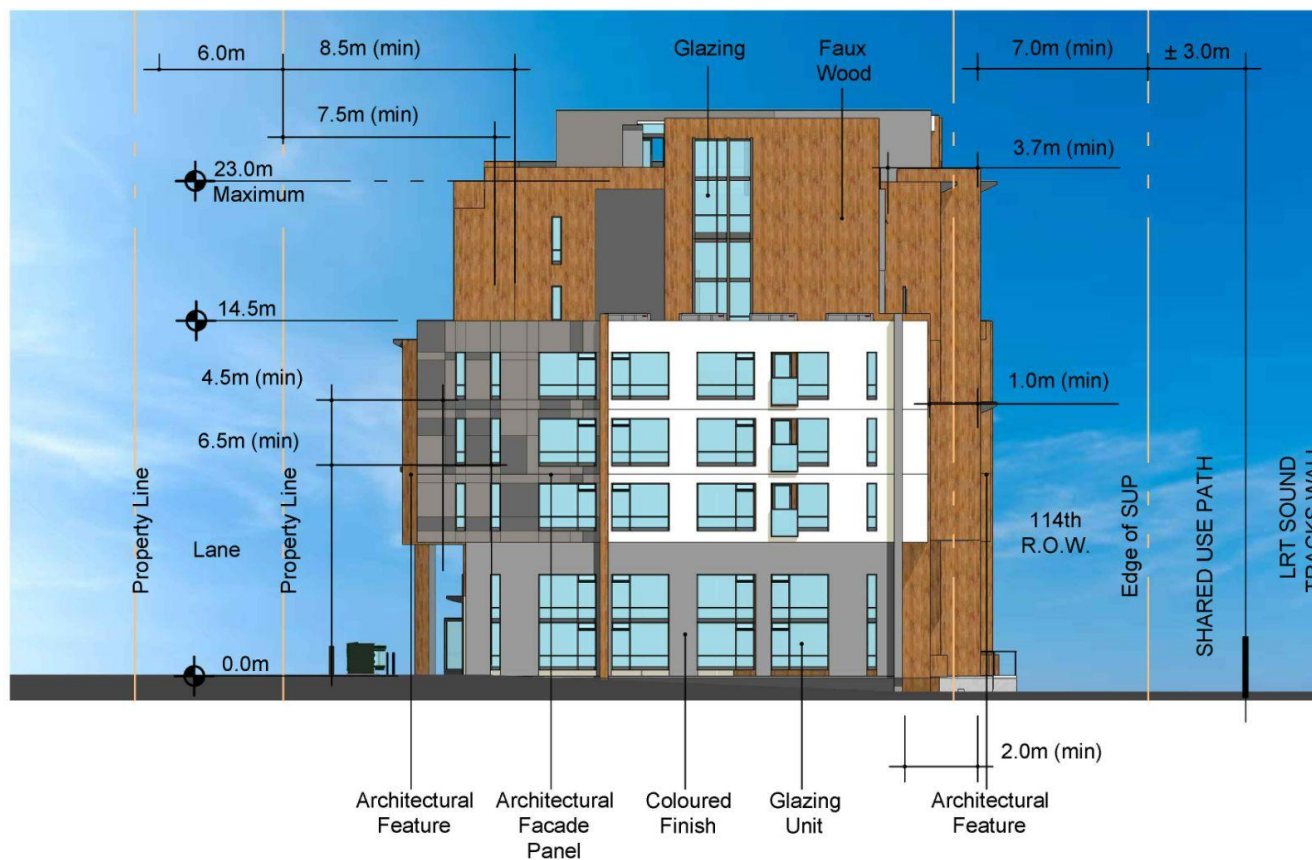 6.0m
8.5m (min)
Glazing
Faux
Wood
7.0m (min)
± 3.0m
7.5m (min)
3.7m (min)
23.0m
Maximum
14.5m
4.5m (min)
1.0m (min)
6.5m (min)
Property Line
Lane
Property Line
114th
R.O.W.
Edge of SUP
SHARED USE PATH
LRT SOUND
TRACKS WALL
0.0m
2.0m (min)
Architectural
Feature
Architectural
Facade
Panel
Coloured
Finish
Glazing
Unit
Architectural
Feature